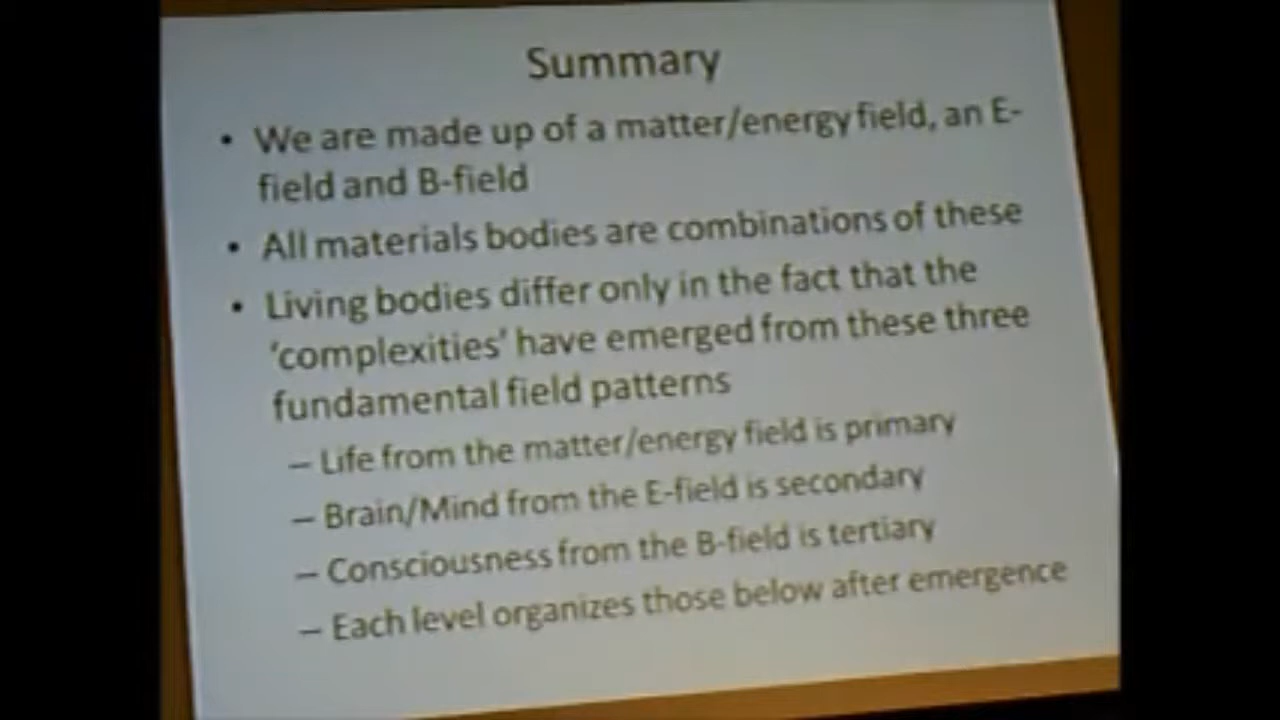 Summary
• We are made up of a matter/energy field, an E-
field and B-field
• All materials bodies are combinations of these
• Living bodies differ only in the fact that the
'complexities' have emerged from these three
fundamental field patterns
– Life from the matter/energy field is primary
– Brain/Mind from the E-field is secondary
– Consciousness from the B-field is tertiary
– Each level organizes those below after emergence